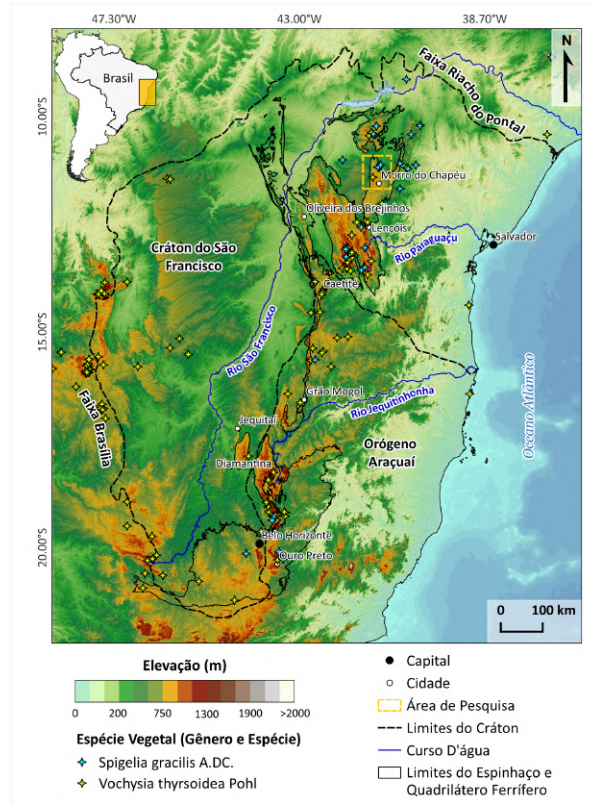 47.30°W
43.00°W
38.70°W
Brasil
N
Faixa Riacho
do Pontal
10.00°S
Morro do Chapéu
Oliveira dos Brejinhos
Lençois
Cráton do São
Francisco
Rio Paraguaçu
Salvador
Caetité
15.00°S
Rio São Francisco
Grão Mogol
Rio Jequitinhonha
Oceano Atlântico
Faixa Brasília
Jequitaí
Orógeno
Araçuaí
Diamantina
20.00°S
Belo Horizonte
Ouro Preto
0 100 km
Elevação (m)
0 200 750 1300 1900 >2000
Espécie Vegetal (Gênero e Espécie)
Spigelia gracilis A.DC.
Vochysia thyrsoidea Pohl
Capital
Cidade
Área de Pesquisa
Limites do Cráton
Curso D'água
Limites do Espinhaço e
Quadrilátero Ferrífero